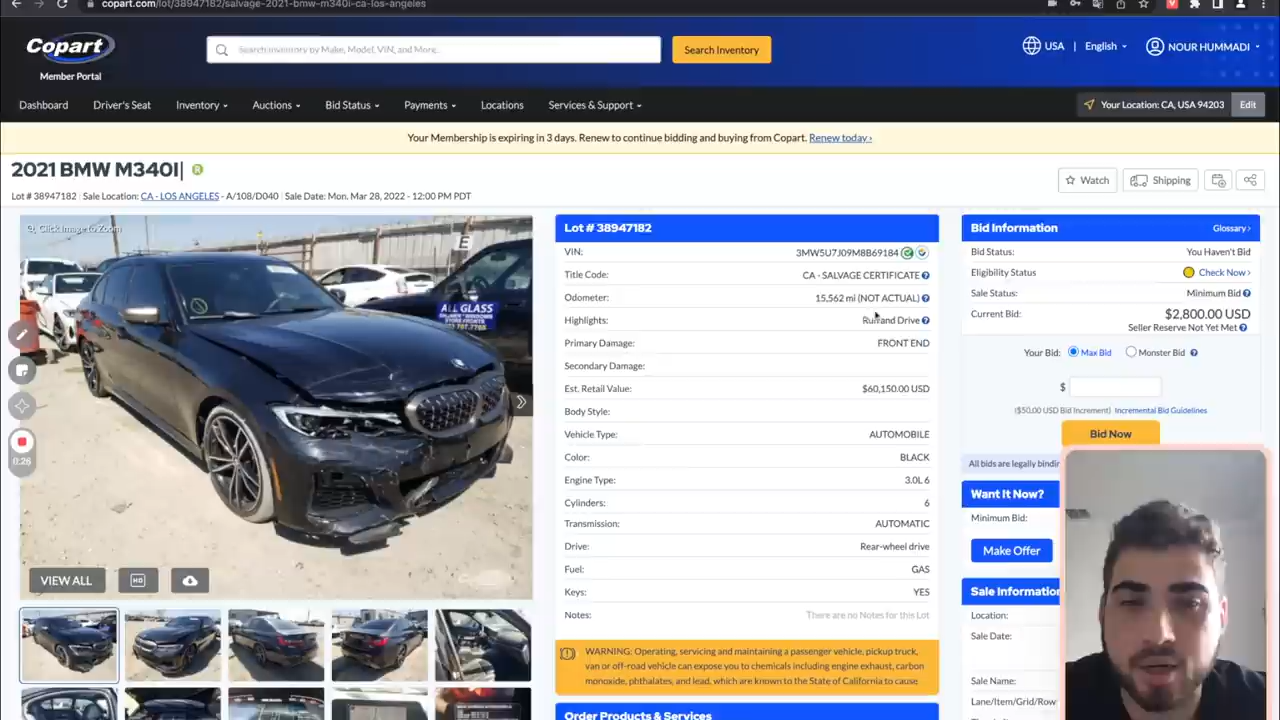 copart.com/lot/38947182/salvage-2021-bmw-m340i-ca-los-angeles
Copart
Member Portal
Search Inventory by Make, Model, VIN, and More..
Search Inventory
USA | English
NOUR HUMMADI
Dashboard Driver's Seat Inventory Auctions Bid Status Payments Locations Services & Support
Your Location: CA, USA 94203 Edit
Your Membership is expiring in 3 days. Renew to continue bidding and buying from Copart. Renew today ›
2021 BMW M340I|
Lot # 38947182 | Sale Location: CA - LOS ANGELES - A/108/D040 | Sale Date: Mon. Mar 28, 2022 - 12:00 PM PDT
Watch Shipping
Click Image to Zoom
E
ALL GLASS
VIEW ALL HD
0:26
Lot # 38947182
VIN: 3MW5U7J09M8B69184
Title Code: CA - SALVAGE CERTIFICATE
Odometer: 15,562 mi (NOT ACTUAL)
Highlights: Run and Drive
Primary Damage: FRONT END
Secondary Damage:
Est. Retail Value: $60,150.00 USD
Body Style:
Vehicle Type: AUTOMOBILE
Color: BLACK
Engine Type: 3.0L 6
Cylinders: 6
Transmission: AUTOMATIC
Drive: Rear-wheel drive
Fuel: GAS
Keys: YES
Notes: There are no Notes for this Lot
WARNING: Operating, servicing and maintaining a passenger vehicle, pickup truck,
van or off-road vehicle can expose you to chemicals including engine exhaust, carbon
monoxide, phthalates, and lead, which are known to the State of California to cause
Order Products & Services
Bid Information Glossary ›
Bid Status: You Haven't Bid
Eligibility Status Check Now ›
Sale Status: Minimum Bid
Current Bid: $2,800.00 USD
Seller Reserve Not Yet Met
Your Bid: Max Bid Monster Bid
$
($50.00 USD Bid Increment) Incremental Bid Guidelines
Bid Now
All bids are legally bindin
Want It Now?
Minimum Bid:
Make Offer
Sale Information
Location:
Sale Date:
Sale Name:
Lane/Item/Grid/Row